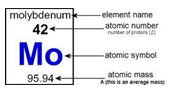 molybdenum
element name
42
atomic number
number of protons (Z)
Mo
atomic symbol
95.94
atomic mass
A (this is an average mass)